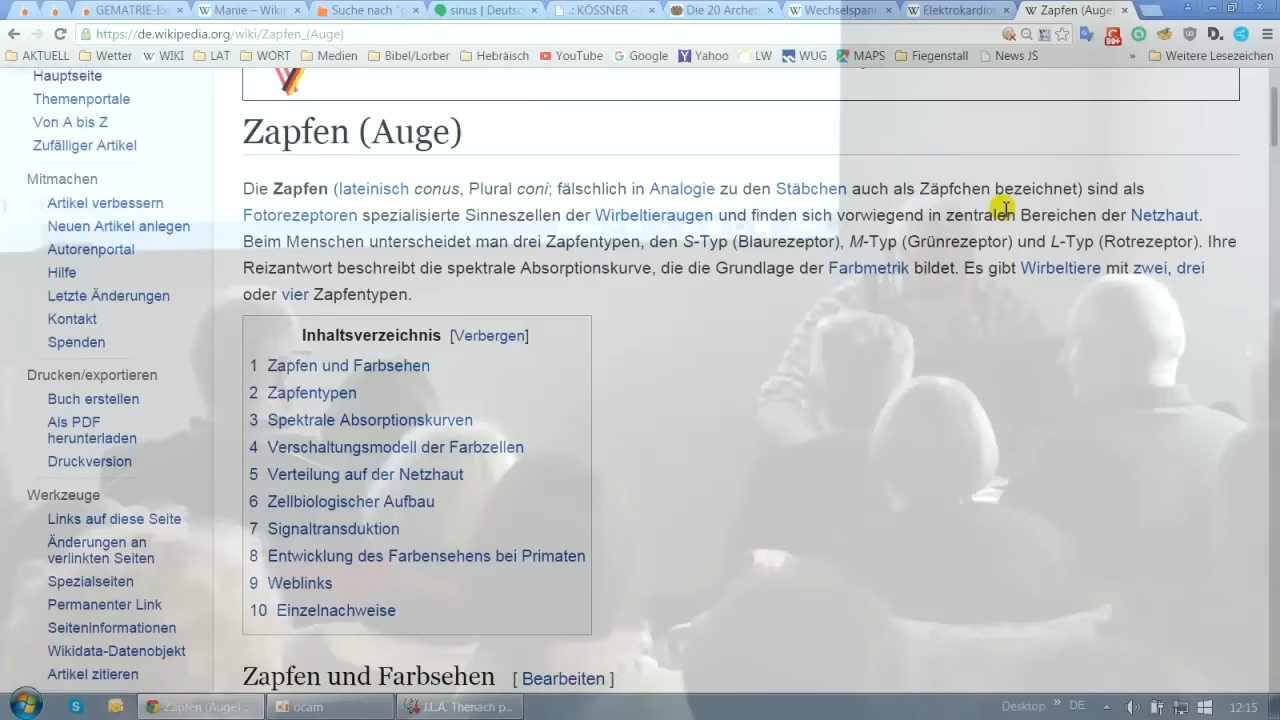 GEMATRIE-Ex
Manie – Wikip
Suche nach "g
sinus | Deutsc
.: KÖSSNER –
Die 20 Archet
Wechselspan
Elektrokardio
Zapfen (Auge)
https://de.wikipedia.org/wiki/Zapfen_(Auge)
AKTUELL Wetter WIKI LAT WORT Medien Bibel/Lorber Hebräisch YouTube Google Yahoo LW WUG MAPS Fiegenstall News JS » Weitere Lesezeichen
Hauptseite
Themenportale
Von A bis Z
Zufälliger Artikel
Mitmachen
Artikel verbessern
Neuen Artikel anlegen
Autorenportal
Hilfe
Letzte Änderungen
Kontakt
Spenden
Drucken/exportieren
Buch erstellen
Als PDF
herunterladen
Druckversion
Werkzeuge
Links auf diese Seite
Änderungen an
verlinkten Seiten
Spezialseiten
Permanenter Link
Seiteninformationen
Wikidata-Datenobjekt
Artikel zitieren
Zapfen (Auge)
Die Zapfen (lateinisch conus, Plural coni; fälschlich in Analogie zu den Stäbchen auch als Zäpfchen bezeichnet) sind als
Fotorezeptoren spezialisierte Sinneszellen der Wirbeltieraugen und finden sich vorwiegend in zentralen Bereichen der Netzhaut.
Beim Menschen unterscheidet man drei Zapfentypen, den S-Typ (Blaurezeptor), M-Typ (Grünrezeptor) und L-Typ (Rotrezeptor). Ihre
Reizantwort beschreibt die spektrale Absorptionskurve, die die Grundlage der Farbmetrik bildet. Es gibt Wirbeltiere mit zwei, drei
oder vier Zapfentypen.
Inhaltsverzeichnis [Verbergen]
1 Zapfen und Farbsehen
2 Zapfentypen
3 Spektrale Absorptionskurven
4 Verschaltungsmodell der Farbzellen
5 Verteilung auf der Netzhaut
6 Zellbiologischer Aufbau
7 Signaltransduktion
8 Entwicklung des Farbensehens bei Primaten
9 Weblinks
10 Einzelnachweise
Zapfen und Farbsehen [ Bearbeiten ]
Zapfen (Auge) ...
ocam
J.L.A. Thenach p...
Desktop » DE 12:15